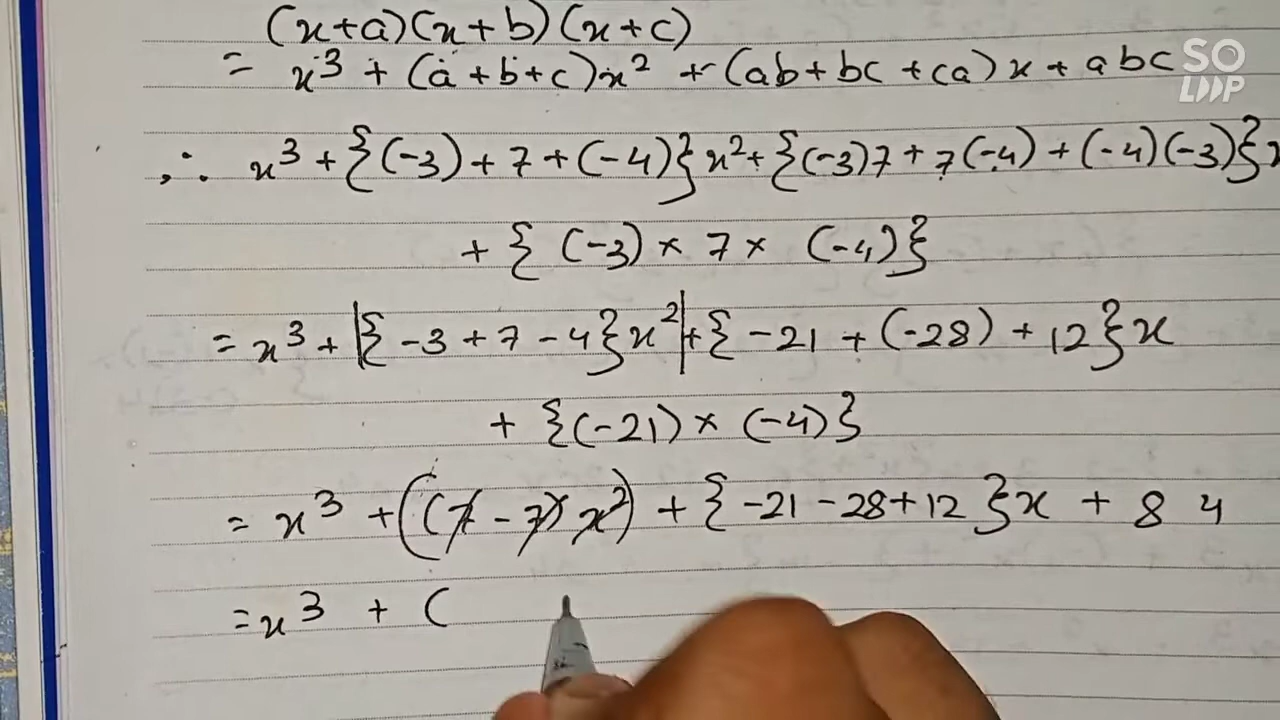 (x+a)(x+b)(x+c)
= x³ + (a+b+c)x² + (ab+bc+ca)x + abc
SO
LOOP
∴ x³ + {(-3)+7+(-4)}x² + {(-3)7+7(-4)+(-4)(-3)}x
+ {(-3) × 7 × (-4)}
= x³ + |{-3+7-4}x²| + {-21 + (-28) + 12}x
+ {(-21) × (-4)}
= x³ + ((7-7)x²) + {-21-28+12}x + 84
= x³ + (